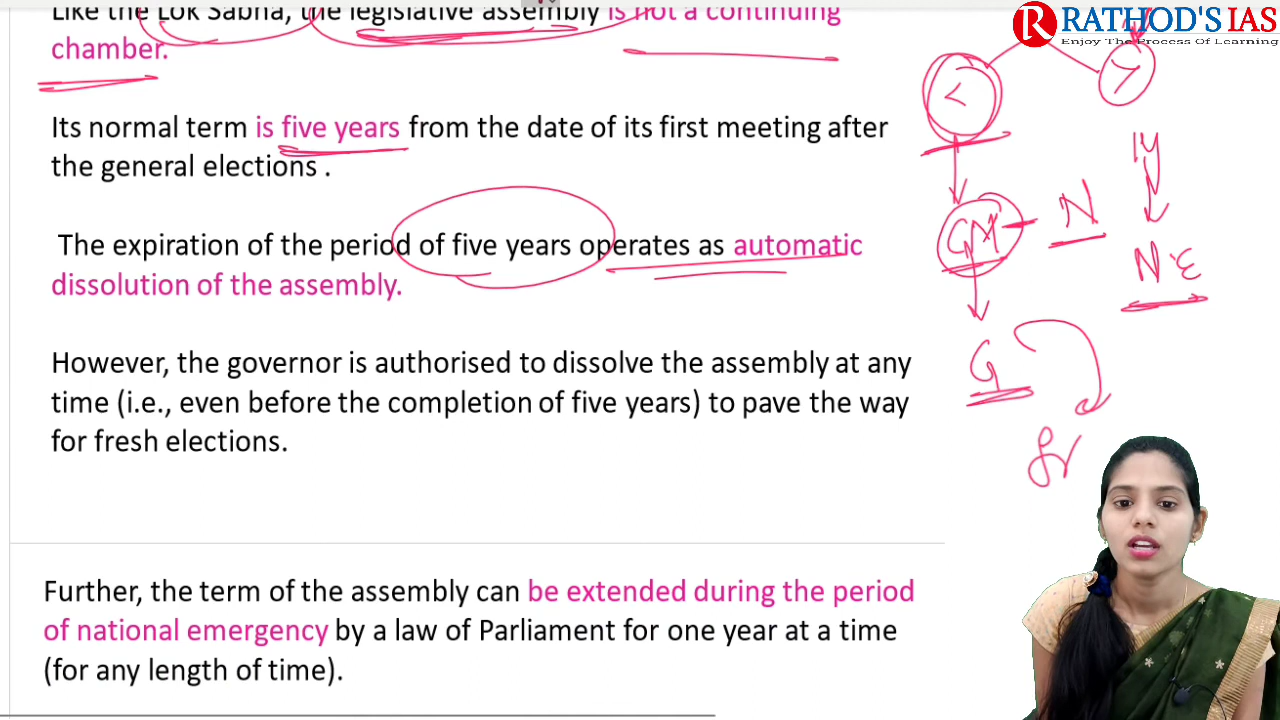 Like the Lok Sabha, the legislative assembly is not a continuing
chamber.
RATHOD'S IAS
Enjoy The Process Of Learning
Its normal term is five years from the date of its first meeting after
the general elections .
The expiration of the period of five years operates as automatic
dissolution of the assembly.
However, the governor is authorised to dissolve the assembly at any
time (i.e., even before the completion of five years) to pave the way
for fresh elections.
Further, the term of the assembly can be extended during the period
of national emergency by a law of Parliament for one year at a time
(for any length of time).
<
>
1y
N
N.E
G